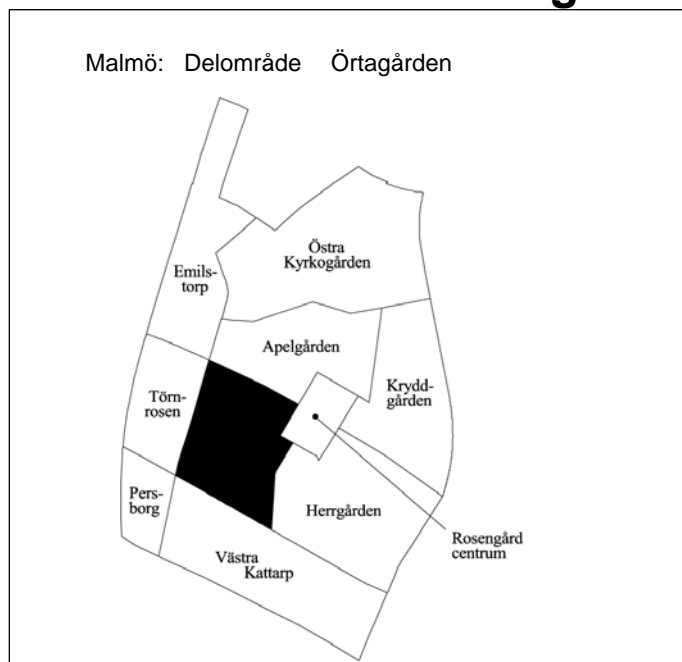 Malmö: Delområde Örtagården
Östra
Kyrkogården
Emils-
torp
Apelgården
Krydd-
gården
Törn-
rosen
Pers-
borg
Herrgården
Rosengård
centrum
Västra
Kattarp